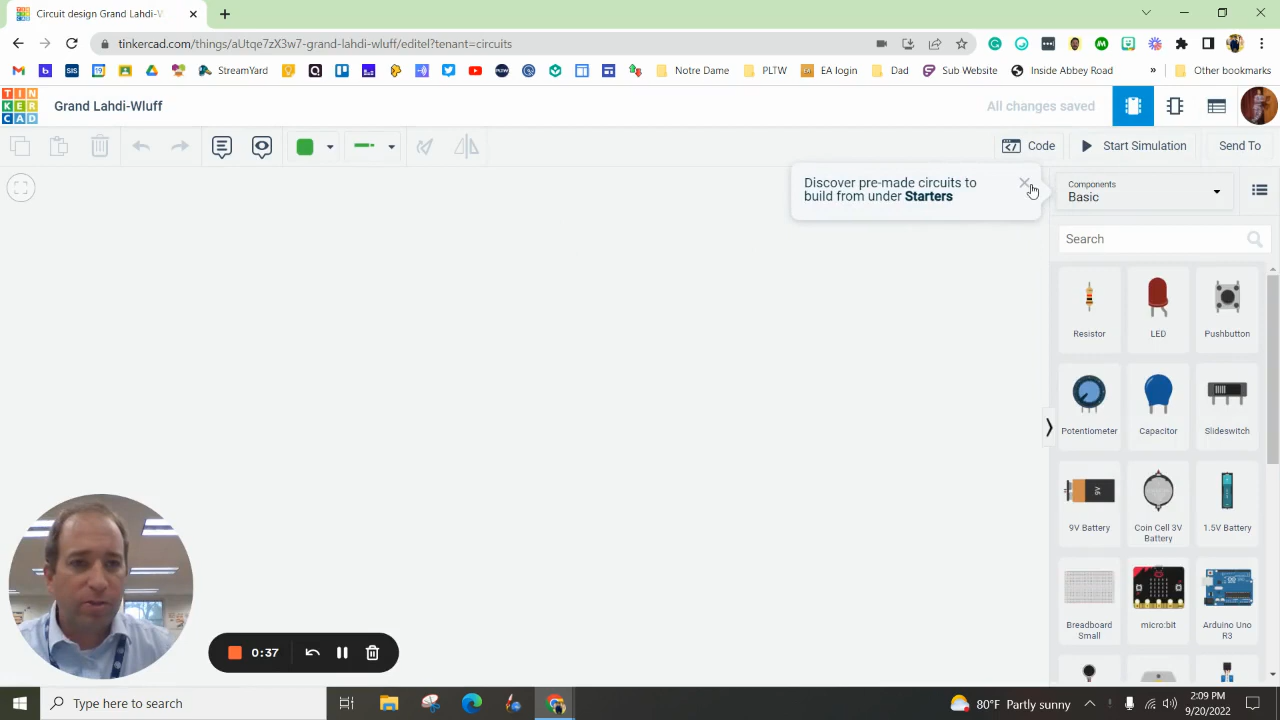 Circuit design Grand Lahdi-W
tinkercad.com/things/aUtqe7zX3w7-grand-lahdi-wluff/editel?tenant=circuits
StreamYard
Notre Dame
PLTW
EA login
Dad
Sub Website
Inside Abbey Road
»
Other bookmarks
TIN
KER
CAD
Grand Lahdi-Wluff
All changes saved
Code
Start Simulation
Send To
Discover pre-made circuits to
build from under Starters
Components
Basic
Search
Resistor
LED
Pushbutton
Potentiometer
Capacitor
Slideswitch
9V Battery
Coin Cell 3V
Battery
1.5V Battery
Breadboard
Small
micro:bit
Arduino Uno
R3
0:37
Type here to search
80°F Partly sunny
2:09 PM
9/20/2022